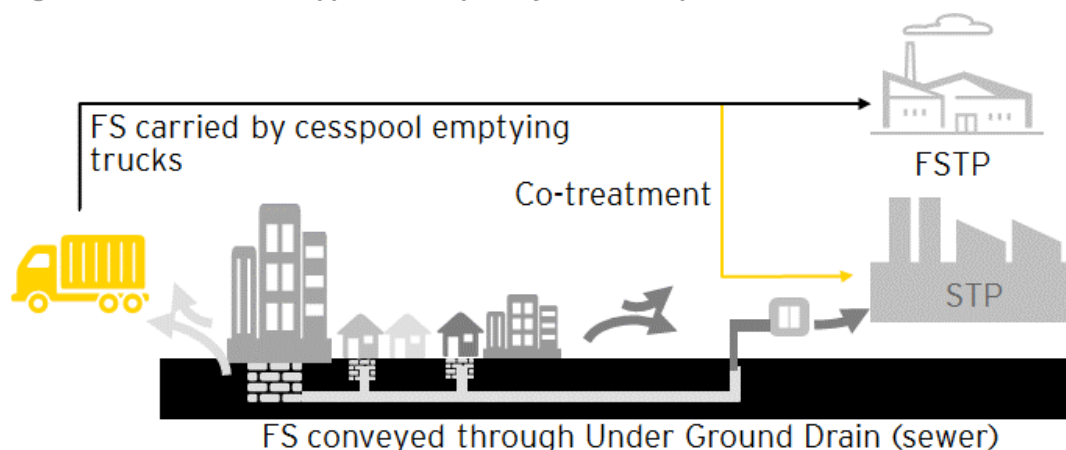 FS carried by cesspool emptying
trucks
FSTP
Co-treatment
STP
FS conveyed through Under Ground Drain (sewer)